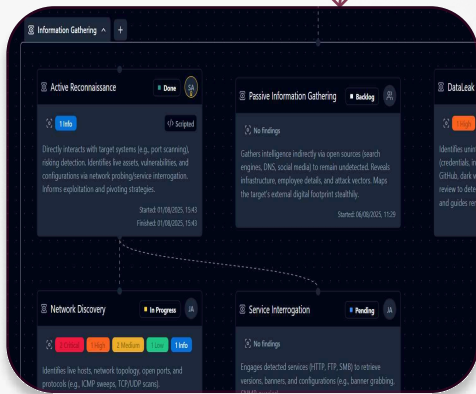 Information Gathering
+
Active Reconnaissance
Done
SA
1 Info
</> Scripted
Directly interacts with target systems (e.g., port scanning),
risking detection. Identifies live assets, vulnerabilities, and
configurations via network probing/service interrogation.
Informs exploitation and pivoting strategies.
Started: 01/08/2025, 15:43
Finished: 01/08/2025, 15:43
Passive Information Gathering
Backlog
No findings
Gathers intelligence indirectly via open sources (search
engines, DNS, social media) to remain undetected. Reveals
infrastructure, employee details, and attack vectors. Maps
the target's external digital footprint stealthily.
Started: 06/08/2025, 11:29
DataLeak
1 High
Identifies
(credentials,
GitHub, dark
review to
and guides
Network Discovery
In Progress
JA
2 Critical
1 High
2 Medium
1 Low
1 Info
Identifies live hosts, network topology, open ports, and
protocols (e.g., ICMP sweeps, TCP/UDP scans).
Service Interrogation
Pending
JA
No findings
Engages detected services (HTTP, FTP, SMB) to retrieve
versions, banners, and configurations (e.g., banner grabbing,